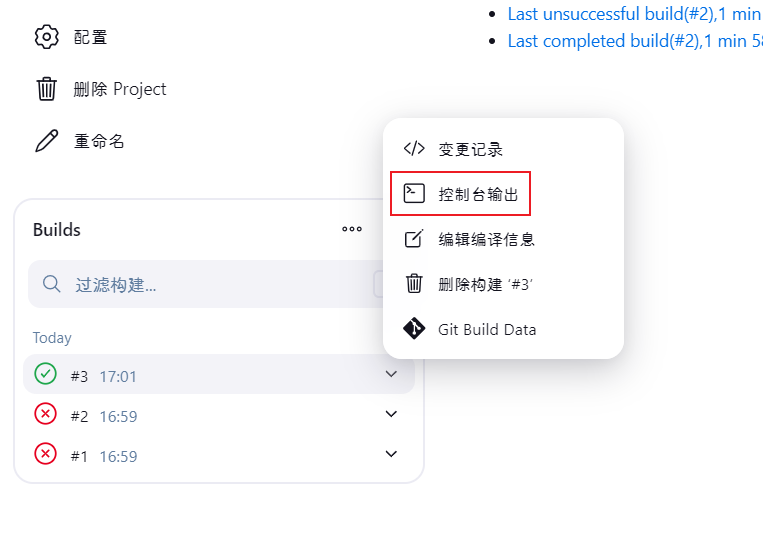 Last unsuccessful build(#2),1 min
Last completed build(#2),1 min 58
配置
删除 Project
重命名
变更记录
控制台输出
编辑编译信息
删除构建 ‘#3’
Git Build Data
Builds
过滤构建...
Today
#3 17:01
#2 16:59
#1 16:59